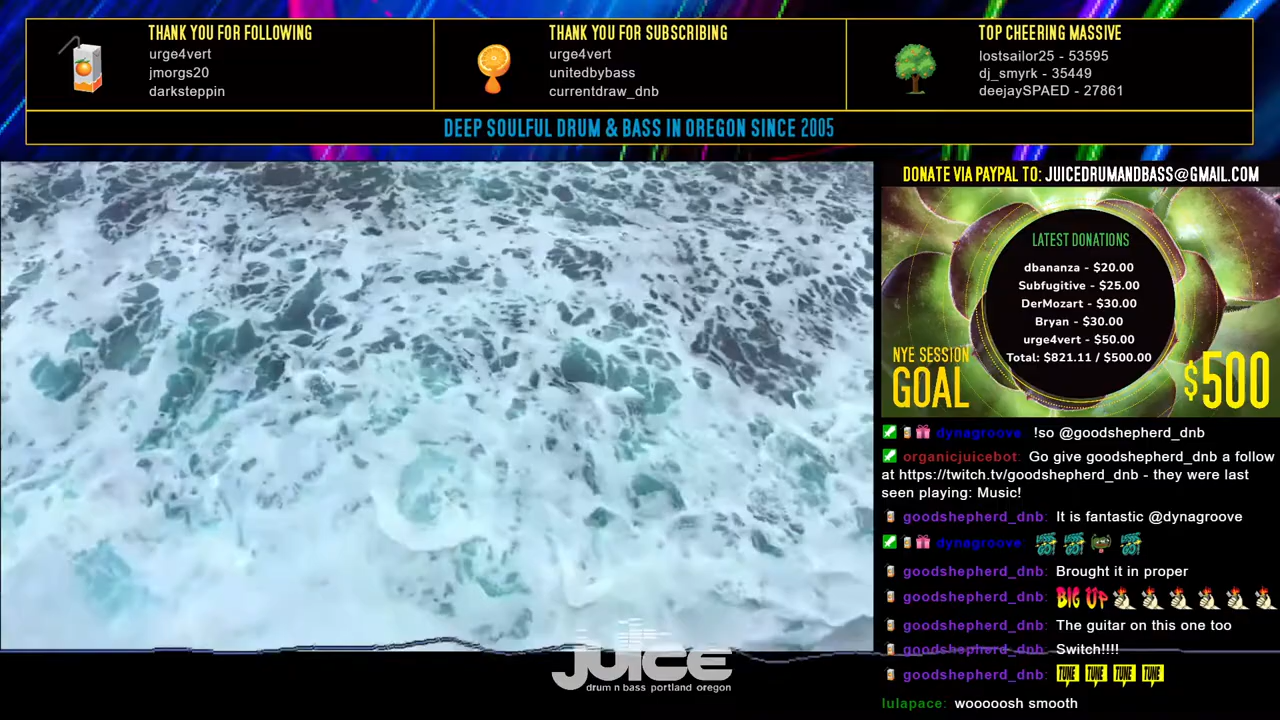 THANK YOU FOR FOLLOWING
urge4vert
jmorgs20
darksteppin
THANK YOU FOR SUBSCRIBING
urge4vert
unitedbybass
currentdraw_dnb
TOP CHEERING MASSIVE
lostsailor25 - 53595
dj_smyrk - 35449
deejaySPAED - 27861
DEEP SOULFUL DRUM & BASS IN OREGON SINCE 2005
DONATE VIA PAYPAL TO: JUICEDRUMANDBASS@GMAIL.COM
LATEST DONATIONS
dbananza - $20.00
Subfugitive - $25.00
DerMozart - $30.00
Bryan - $30.00
urge4vert - $50.00
Total: $821.11 / $500.00
NYE SESSION
GOAL
$500
dynagroove !so @goodshepherd_dnb
organicjuicebot: Go give goodshepherd_dnb a follow
at https://twitch.tv/goodshepherd_dnb - they were last
seen playing: Music!
goodshepherd_dnb: It is fantastic @dynagroove
dynagroove
goodshepherd_dnb: Brought it in proper
goodshepherd_dnb: BIG UP
goodshepherd_dnb: The guitar on this one too
goodshepherd_dnb: Switch!!!!
goodshepherd_dnb: TUNE TUNE TUNE TUNE
lulapace: wooooosh smooth
JUICE
drum n bass portland oregon